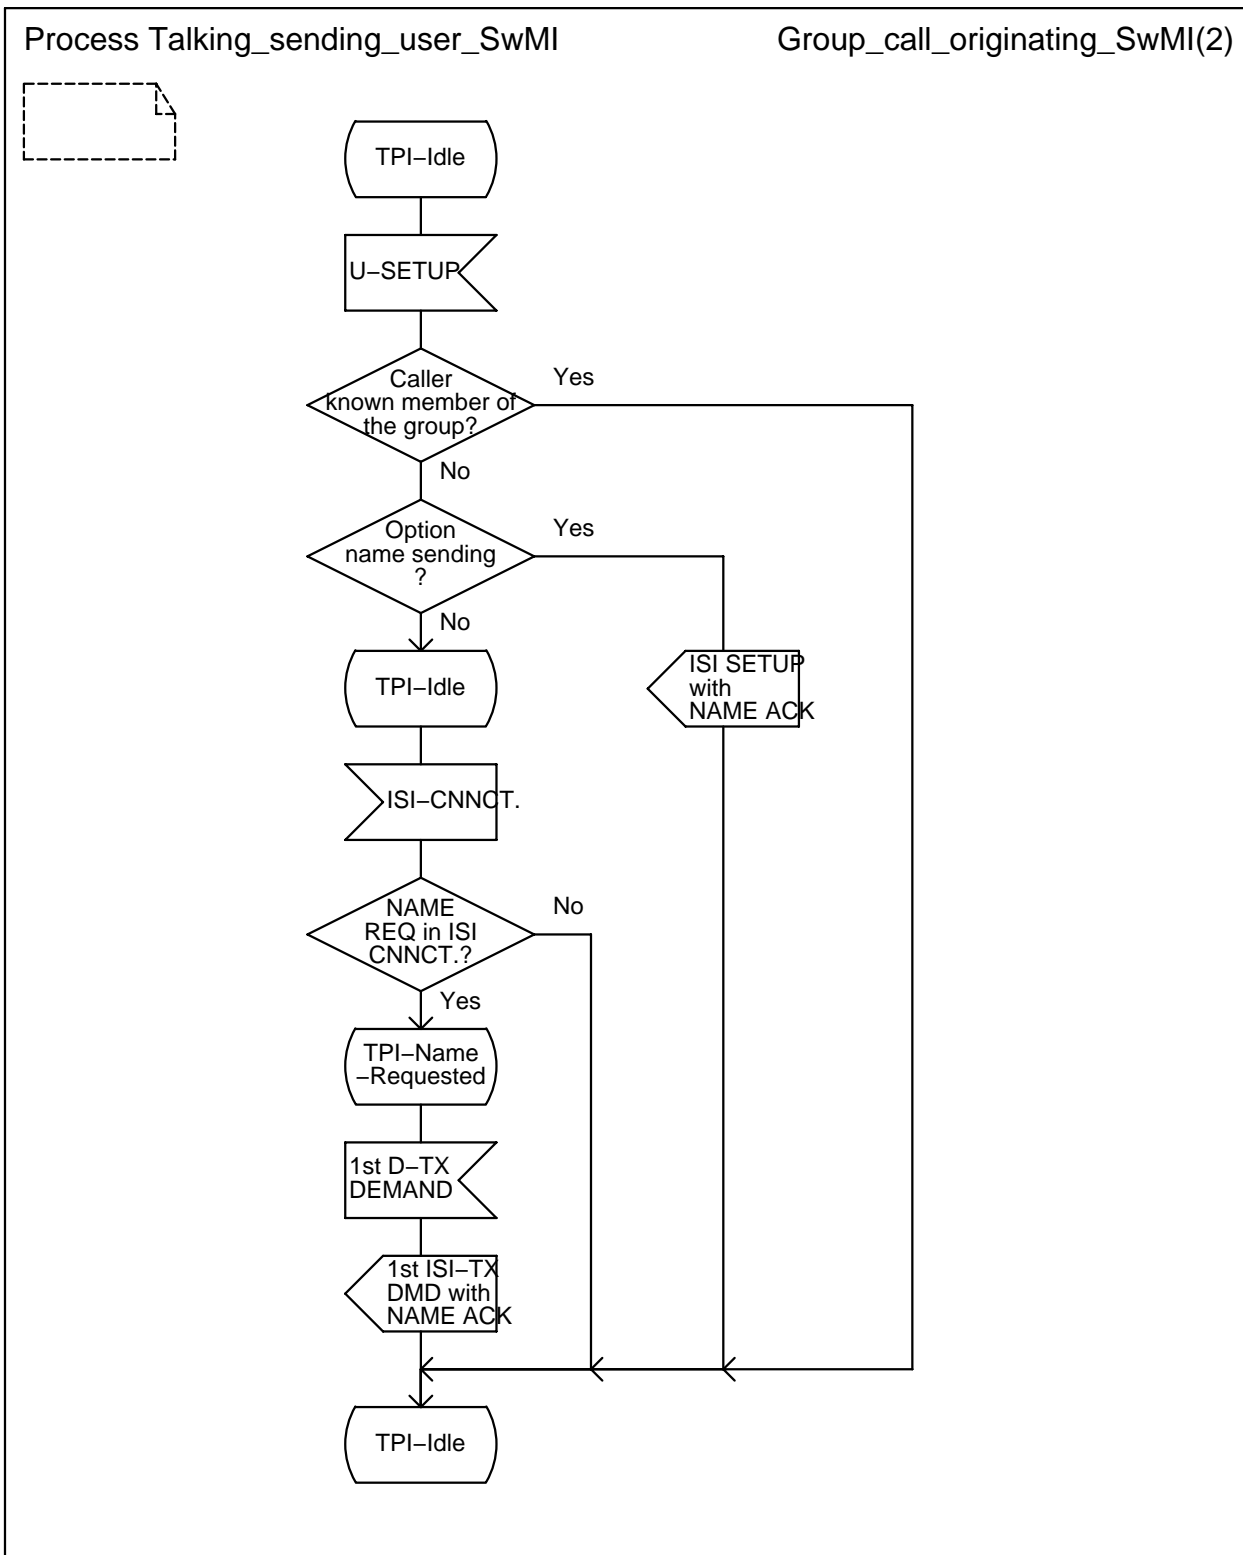 Process Talking_sending_user_SwMI
Group_call_originating_SwMI(2)
TPI−Idle
U−SETUP
Caller
known member of
the group?
Yes
No
Option
name sending
?
Yes
No
TPI−Idle
ISI SETUP
with
NAME ACK
ISI−CNNCT.
NAME
REQ in ISI
CNNCT.?
No
Yes
TPI−Name
−Requested
1st D−TX
DEMAND
1st ISI−TX
DMD with
NAME ACK
TPI−Idle